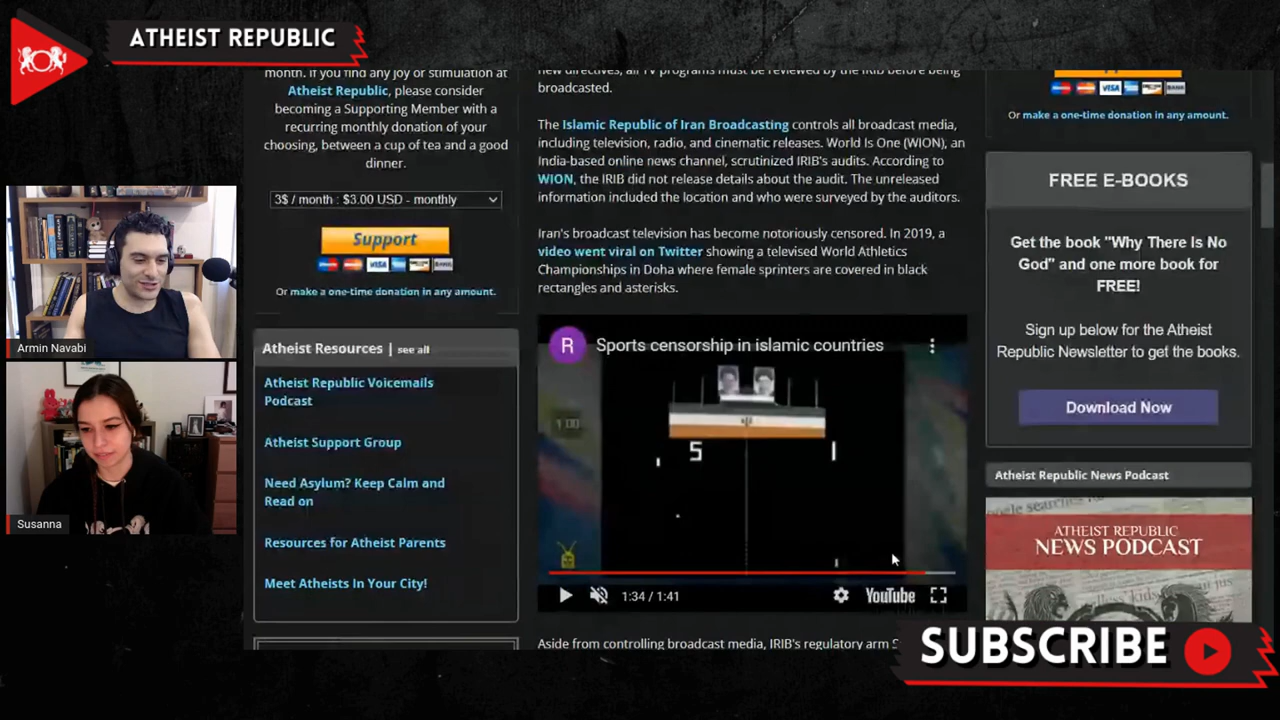 ATHEIST REPUBLIC
month. If you find any joy or stimulation at
Atheist Republic, please consider
becoming a Supporting Member with a
recurring monthly donation of your
choosing, between a cup of tea and a good
dinner.
3$ / month : $3.00 USD - monthly
Support
VISA
Or make a one-time donation in any amount.
Atheist Resources | see all
Atheist Republic Voicemails
Podcast
Atheist Support Group
Need Asylum? Keep Calm and
Read on
Resources for Atheist Parents
Meet Atheists In Your City!
Armin Navabi
Susanna
new directives, all TV programs must be reviewed by the IRIB before being
broadcasted.
The Islamic Republic of Iran Broadcasting controls all broadcast media,
including television, radio, and cinematic releases. World Is One (WION), an
India-based online news channel, scrutinized IRIB's audits. According to
WION, the IRIB did not release details about the audit. The unreleased
information included the location and who were surveyed by the auditors.
Iran's broadcast television has become notoriously censored. In 2019, a
video went viral on Twitter showing a televised World Athletics
Championships in Doha where female sprinters are covered in black
rectangles and asterisks.
R
Sports censorship in islamic countries
1:00
5 1
1:34 / 1:41
YouTube
Aside from controlling broadcast media, IRIB's regulatory arm S
VISA
Or make a one-time donation in any amount.
FREE E-BOOKS
Get the book "Why There Is No
God" and one more book for
FREE!
Sign up below for the Atheist
Republic Newsletter to get the books.
Download Now
Atheist Republic News Podcast
ATHEIST REPUBLIC
NEWS PODCAST
SUBSCRIBE